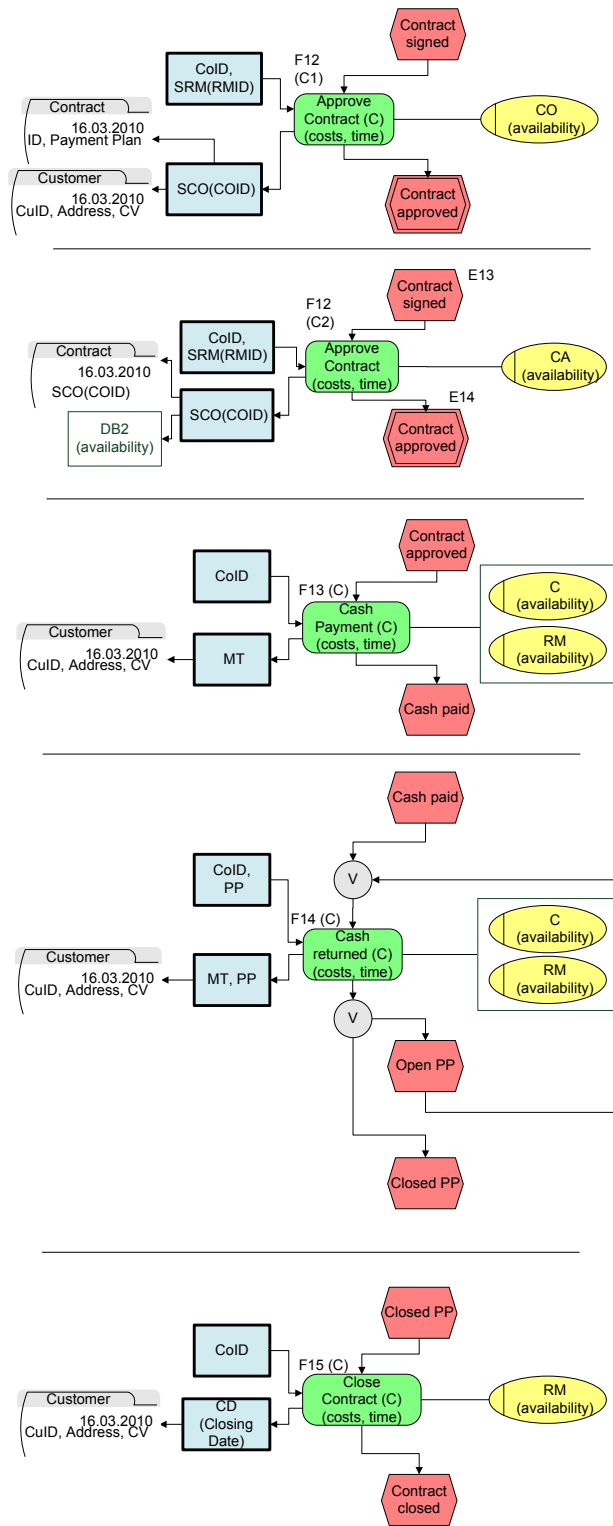 Contract
signed
F12
(C1)
CoID,
SRM(RMID)
Approve
Contract (C)
(costs, time)
CO
(availability)
Contract
16.03.2010
ID, Payment Plan
Customer
16.03.2010
CuID, Address, CV
SCO(COID)
Contract
approved
Contract
signed
E13
F12
(C2)
CoID,
SRM(RMID)
Approve
Contract
(costs, time)
CA
(availability)
Contract
16.03.2010
SCO(COID)
SCO(COID)
DB2
(availability)
E14
Contract
approved
Contract
approved
CoID
F13 (C)
Cash
Payment (C)
(costs, time)
C
(availability)
RM
(availability)
Customer
16.03.2010
CuID, Address, CV
MT
Cash paid
Cash paid
V
CoID,
PP
F14 (C)
Cash
returned (C)
(costs, time)
C
(availability)
RM
(availability)
Customer
16.03.2010
CuID, Address, CV
MT, PP
V
Open PP
Closed PP
Closed PP
CoID
F15 (C)
Close
Contract (C)
(costs, time)
RM
(availability)
Customer
16.03.2010
CuID, Address, CV
CD
(Closing
Date)
Contract
closed